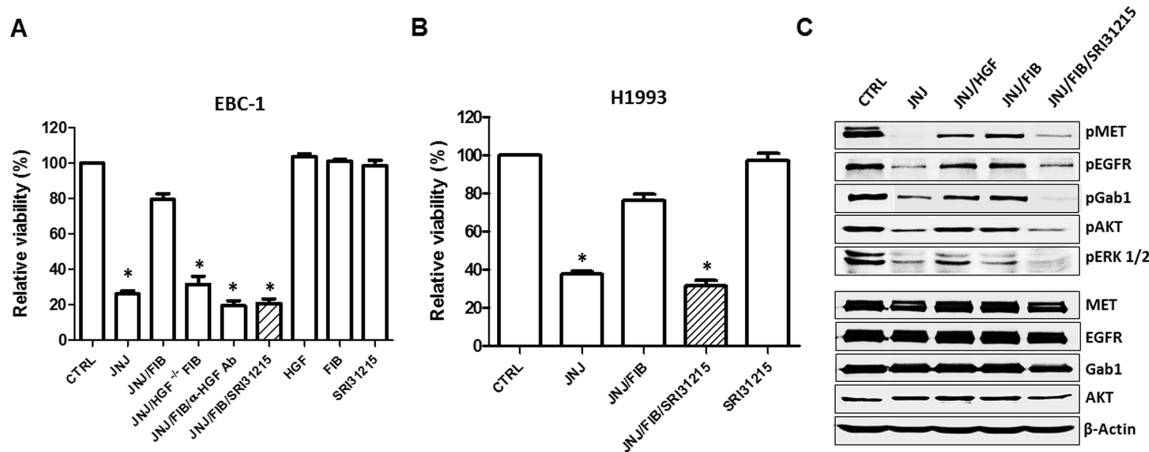 A
EBC-1
Relative viability (%)
120
100
80
60
40
20
0
* * * *
CTRL
JNJ
JNJ/FIB
JNJ/HGF -/- FIB
JNJ/FIB/α-HGF Ab
JNJ/FIB/SRI31215
HGF
FIB
SRI31215
B
H1993
Relative viability (%)
120
100
80
60
40
20
0
* *
CTRL
JNJ
JNJ/FIB
JNJ/FIB/SRI31215
SRI31215
C
CTRL
JNJ
JNJ/HGF
JNJ/FIB
JNJ/FIB/SRI31215
pMET
pEGFR
pGab1
pAKT
pERK 1/2
MET
EGFR
Gab1
AKT
β-Actin